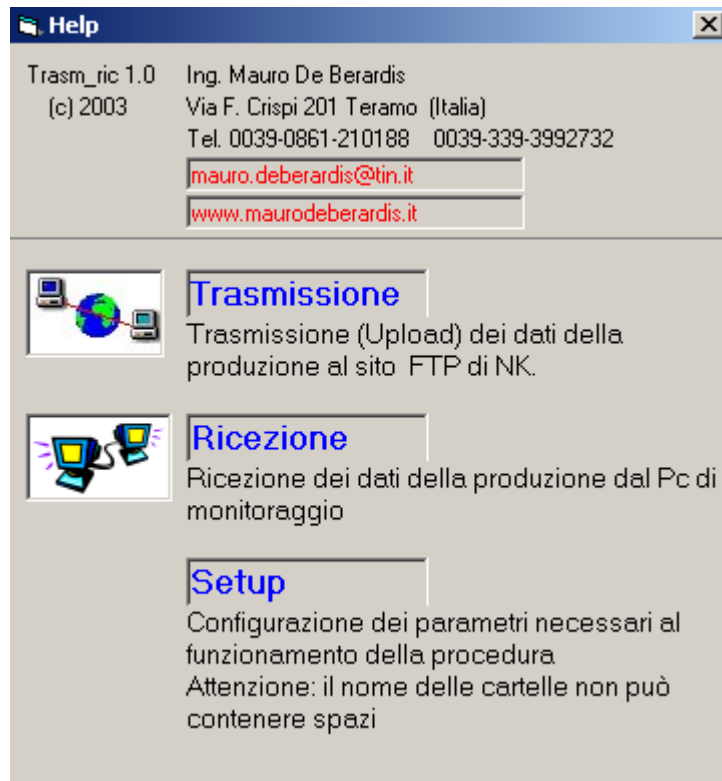 Help
Trasm_ric 1.0
(c) 2003
Ing. Mauro De Berardis
Via F. Crispi 201 Teramo (Italia)
Tel. 0039-0861-210188 0039-339-3992732
mauro.deberardis@tin.it
www.maurodeberardis.it
Trasmissione
Trasmissione (Upload) dei dati della
produzione al sito FTP di NK.
Ricezione
Ricezione dei dati della produzione dal Pc di
monitoraggio
Setup
Configurazione dei parametri necessari al
funzionamento della procedura
Attenzione: il nome delle cartelle non può
contenere spazi